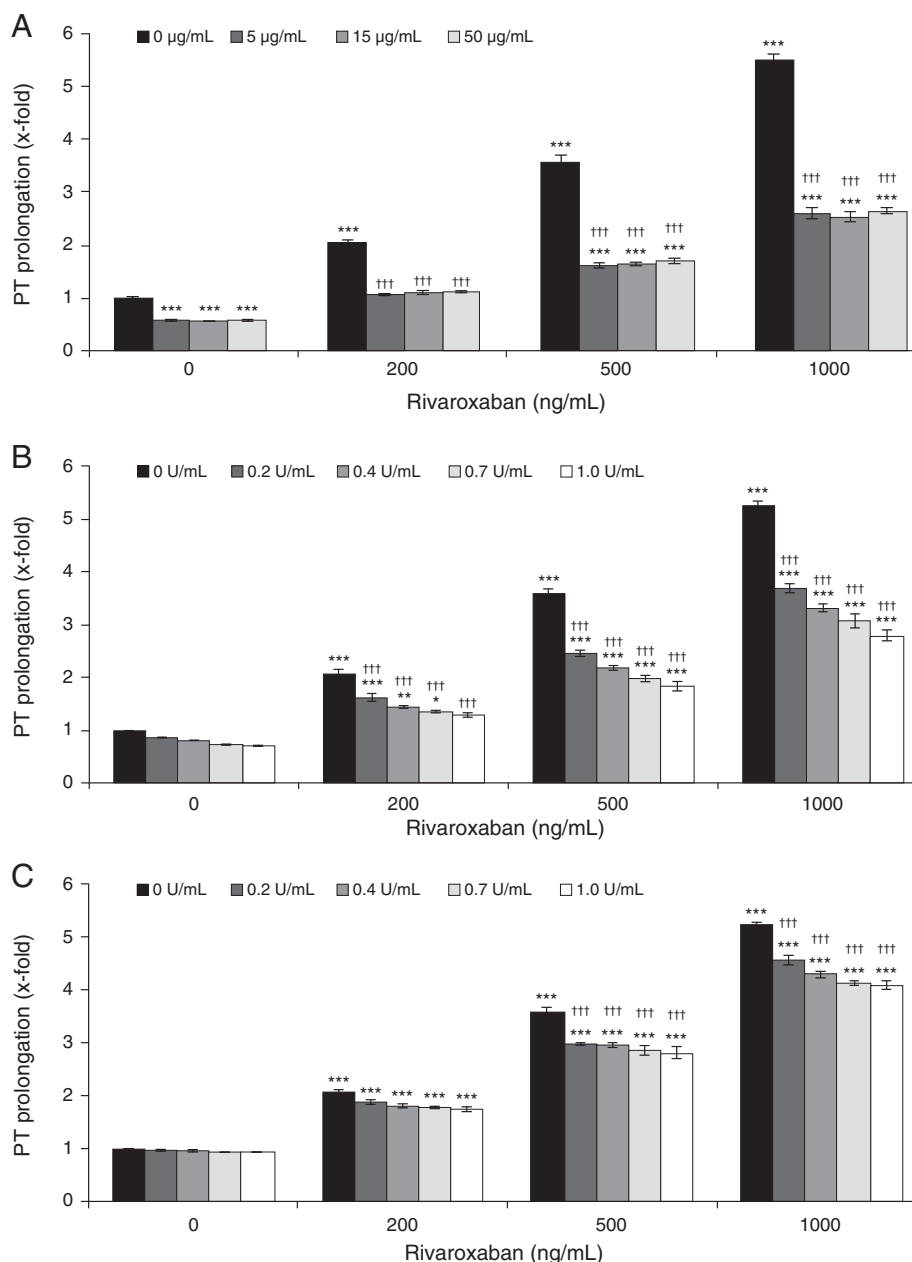 A
0 µg/mL 5 µg/mL 15 µg/mL 50 µg/mL
PT prolongation (x-fold)
6
5
4
3
2
1
0
***
*** *** ***
***
††† ††† †††
***
††† ††† †††
*** *** ***
***
††† ††† †††
*** *** ***
0 200 500 1000
Rivaroxaban (ng/mL)
B
0 U/mL 0.2 U/mL 0.4 U/mL 0.7 U/mL 1.0 U/mL
PT prolongation (x-fold)
6
5
4
3
2
1
0
***
††† ††† ††† †††
*** ** *
***
††† ††† ††† †††
*** *** *** ***
***
††† ††† ††† †††
*** *** *** ***
0 200 500 1000
Rivaroxaban (ng/mL)
C
0 U/mL 0.2 U/mL 0.4 U/mL 0.7 U/mL 1.0 U/mL
PT prolongation (x-fold)
6
5
4
3
2
1
0
*** *** *** *** ***
***
††† ††† ††† †††
*** *** *** ***
***
††† ††† ††† †††
*** *** *** ***
0 200 500 1000
Rivaroxaban (ng/mL)